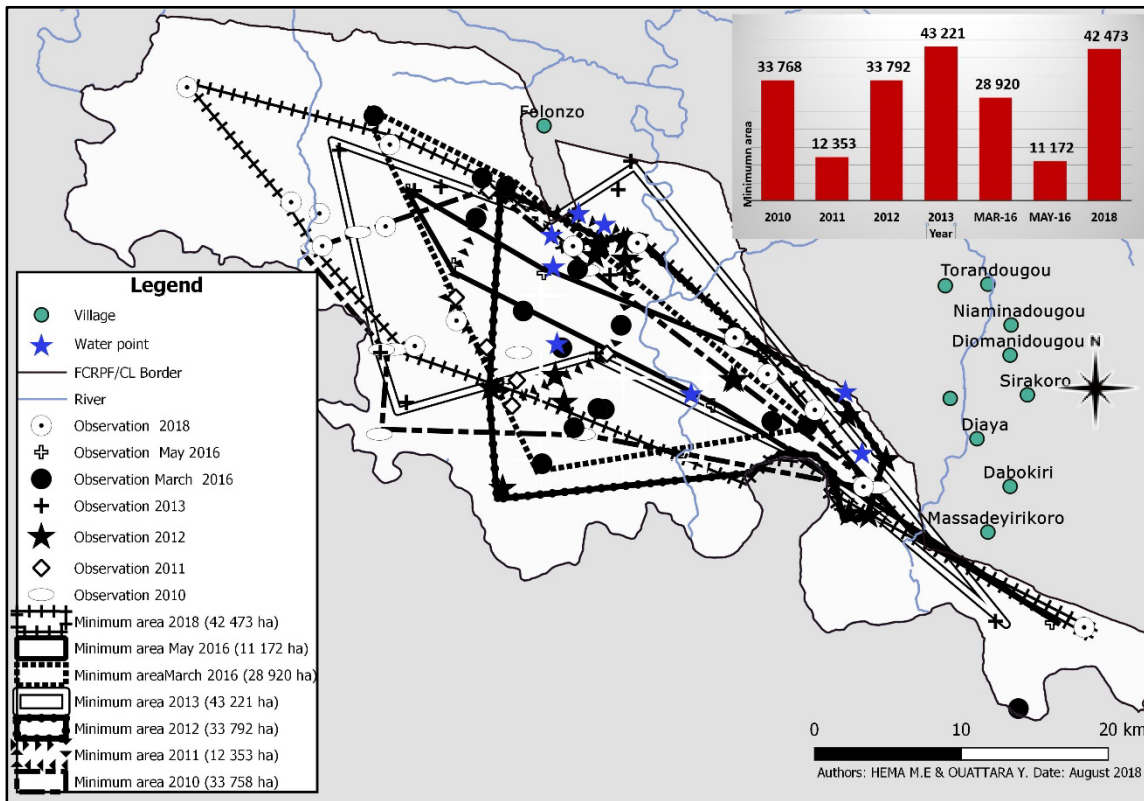 43 221
42 473
33 768
33 792
28 920
12 353
11 172
Minimumn area
2010
2011
2012
2013
MAR-16
MAY-16
2018
Year
Folonzo
Torandougou
Niaminadougou
Diomanidougou
N
Sirakoro
Diaya
Dabokiri
Massadeyirikoro
Legend
Village
Water point
FCRPF/CL Border
River
Observation 2018
Observation May 2016
Observation March 2016
Observation 2013
Observation 2012
Observation 2011
Observation 2010
Minimum area 2018 (42 473 ha)
Minimum area May 2016 (11 172 ha)
Minimum areaMarch 2016 (28 920 ha)
Minimum area 2013 (43 221 ha)
Minimum area 2012 (33 792 ha)
Minimum area 2011 (12 353 ha)
Minimum area 2010 (33 758 ha)
0 10 20 km
Authors: HEMA M.E & OUATTARA Y. Date: August 2018